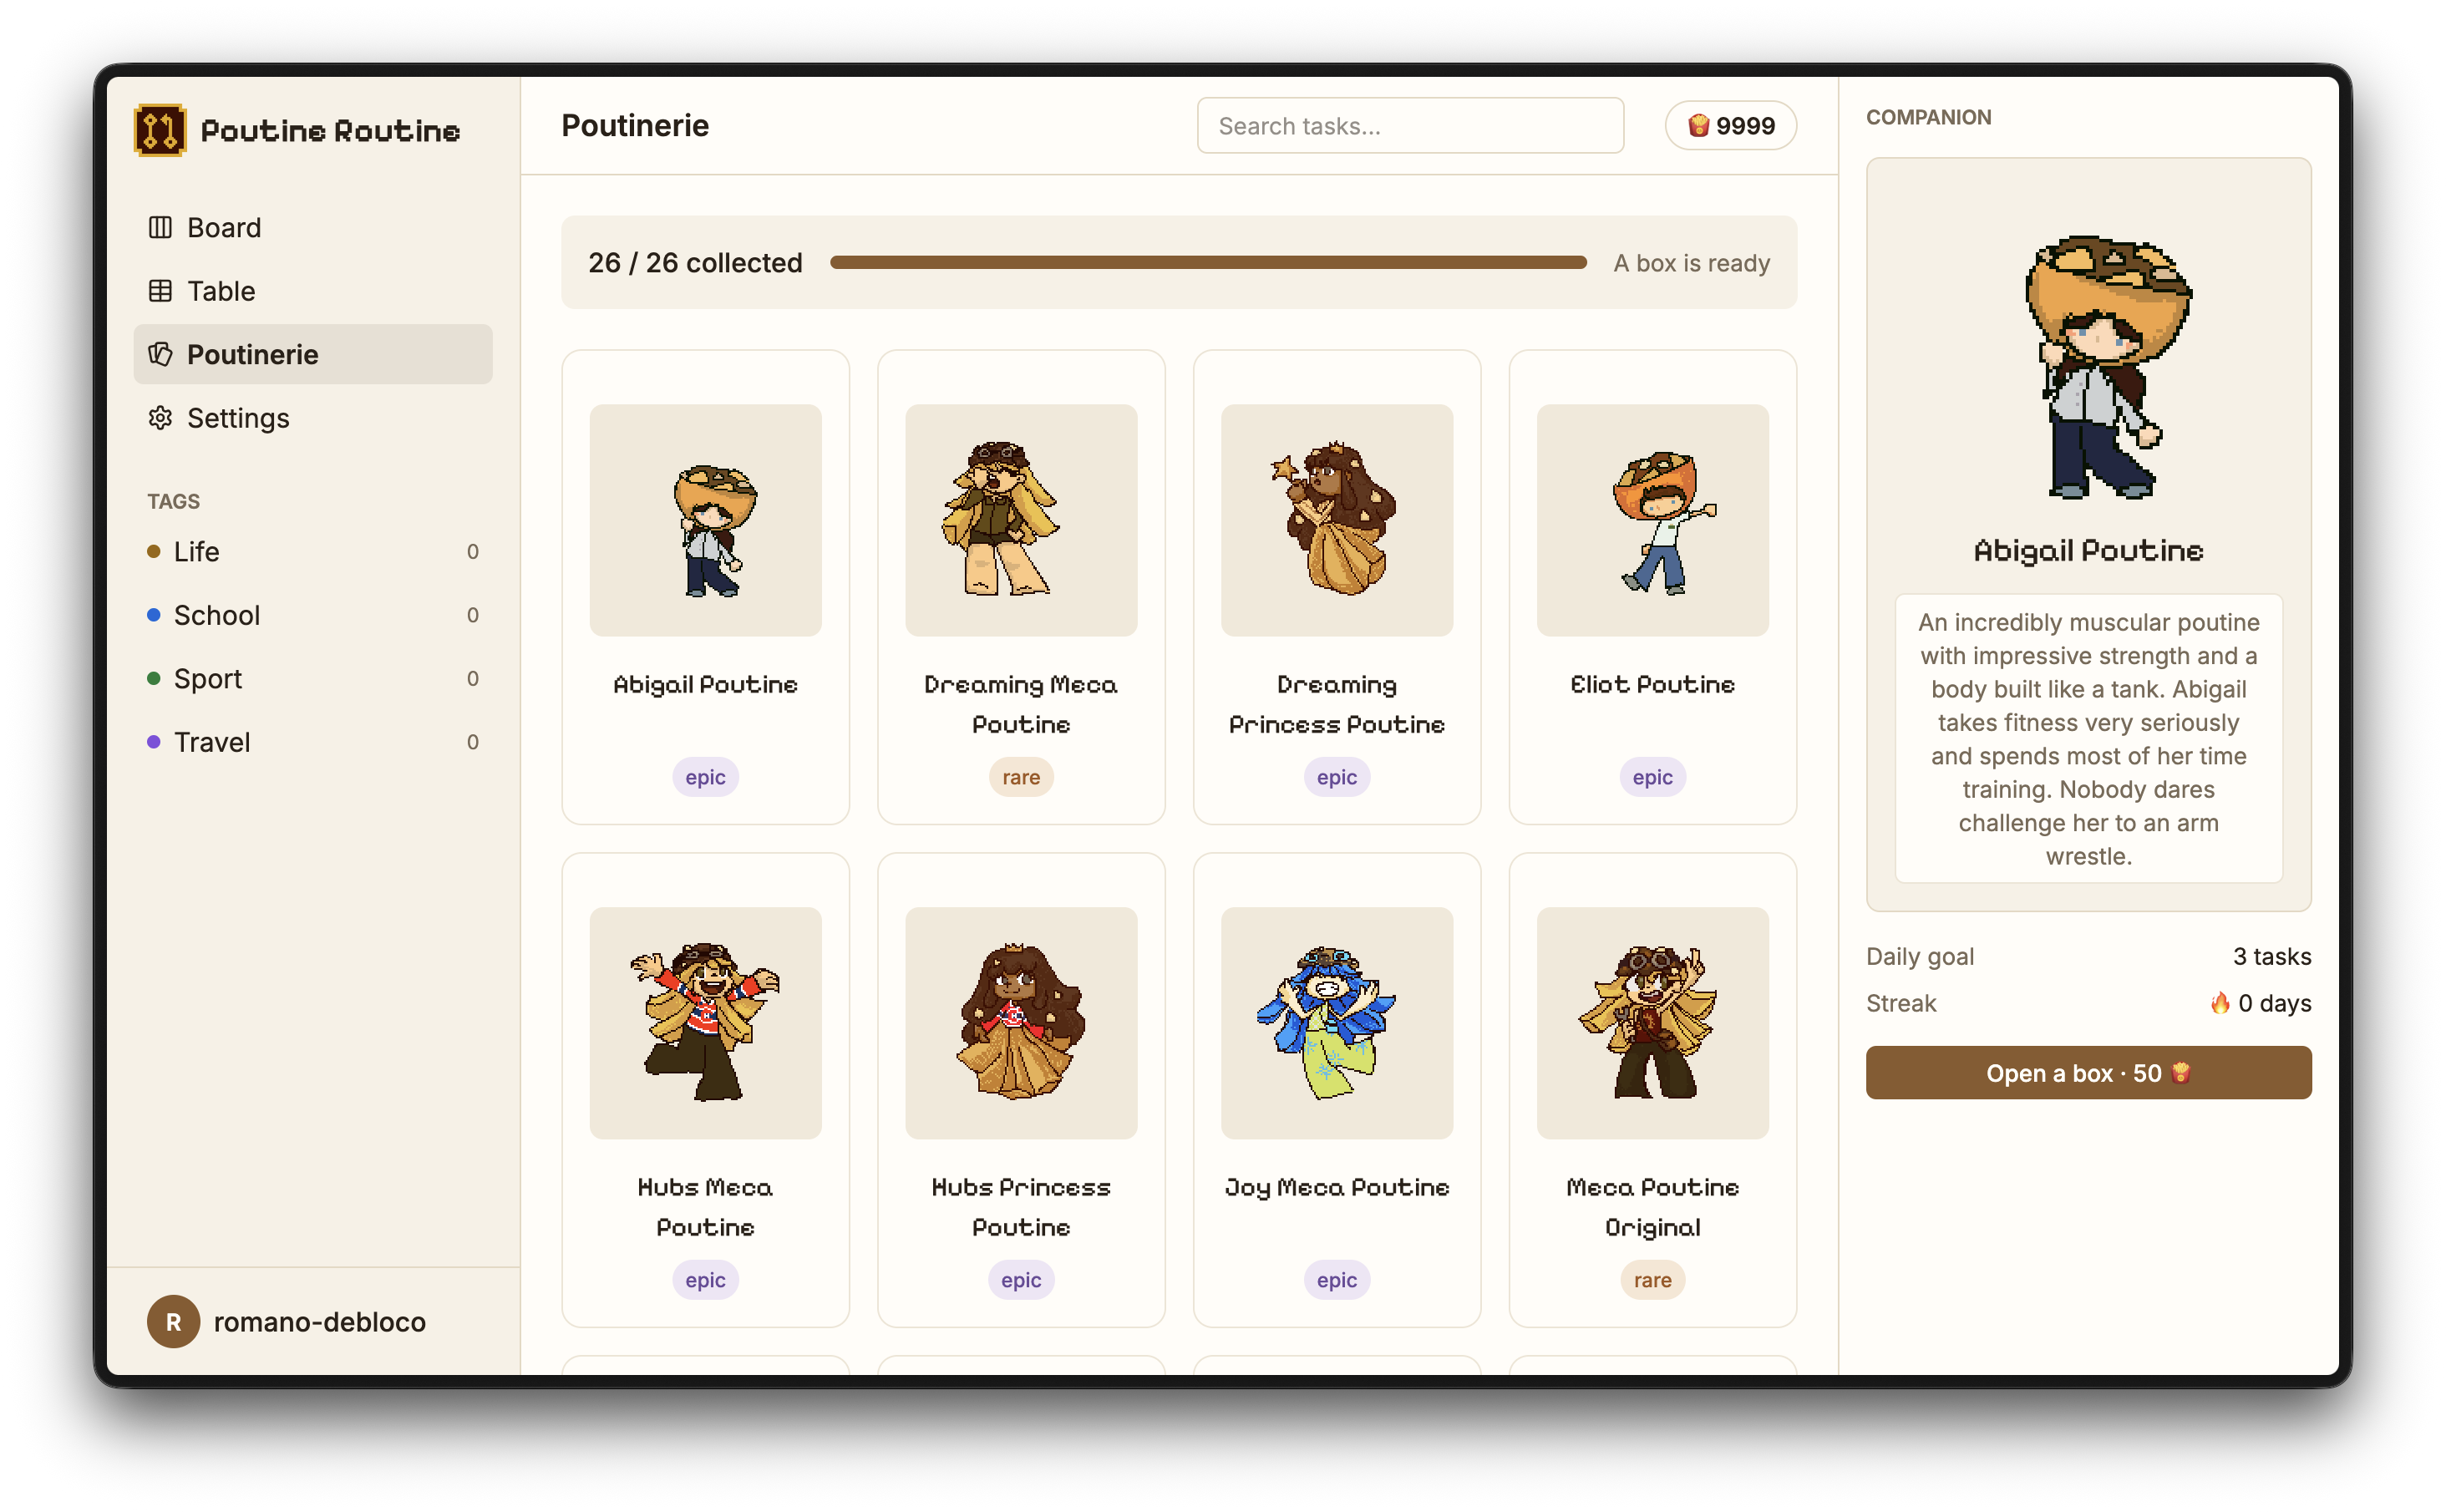 Poutine Routine
Board
Table
Poutinerie
Settings
TAGS
Life 0
School 0
Sport 0
Travel 0
R romano-debloco
Poutinerie
Search tasks...
9999
26 / 26 collected
A box is ready
Abigail Poutine
epic
Dreaming Meca
Poutine
rare
Dreaming
Princess Poutine
epic
Eliot Poutine
epic
Hubs Meca
Poutine
epic
Hubs Princess
Poutine
epic
Joy Meca Poutine
epic
Meca Poutine
Original
rare
COMPANION
Abigail Poutine
An incredibly muscular poutine
with impressive strength and a
body built like a tank. Abigail
takes fitness very seriously
and spends most of her time
training. Nobody dares
challenge her to an arm
wrestle.
Daily goal 3 tasks
Streak 🔥 0 days
Open a box · 50 🍟